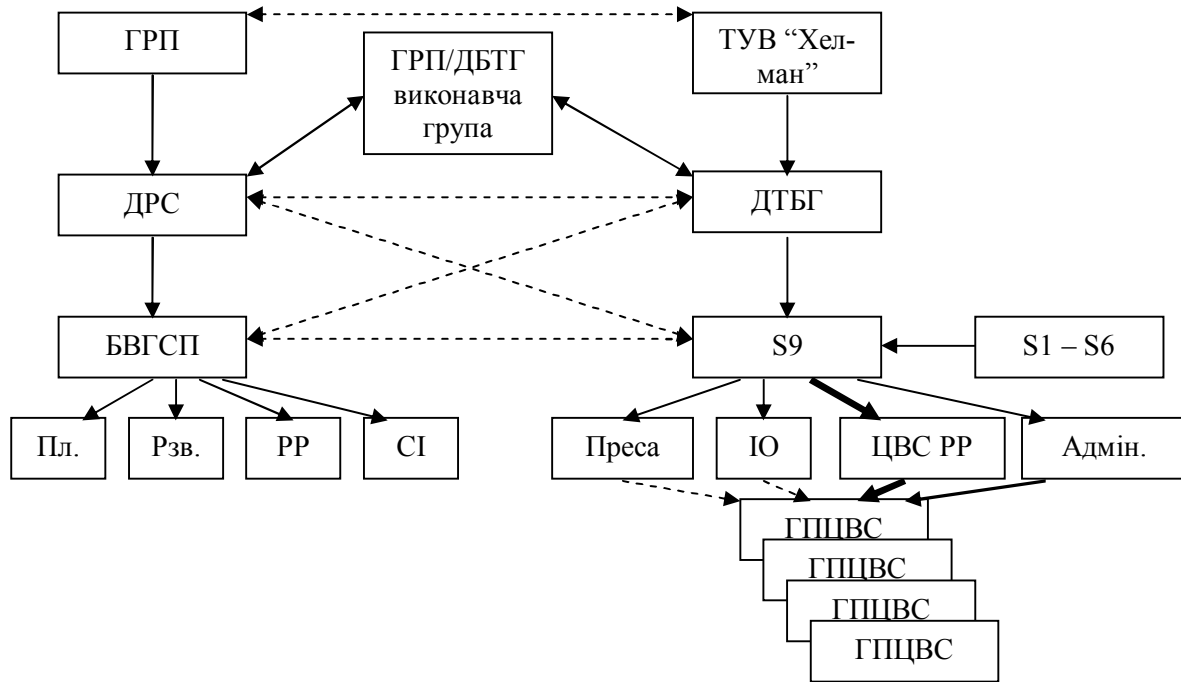 ГРП
ТУВ “Хел-
ман”
ГРП/ДБТГ
виконавча
група
ДРС
ДТБГ
БВГСП
S9
S1 – S6
Пл.
Рзв.
РР
СІ
Преса
ІО
ЦВС РР
Адмін.
ГПЦВС
ГПЦВС
ГПЦВС
ГПЦВС